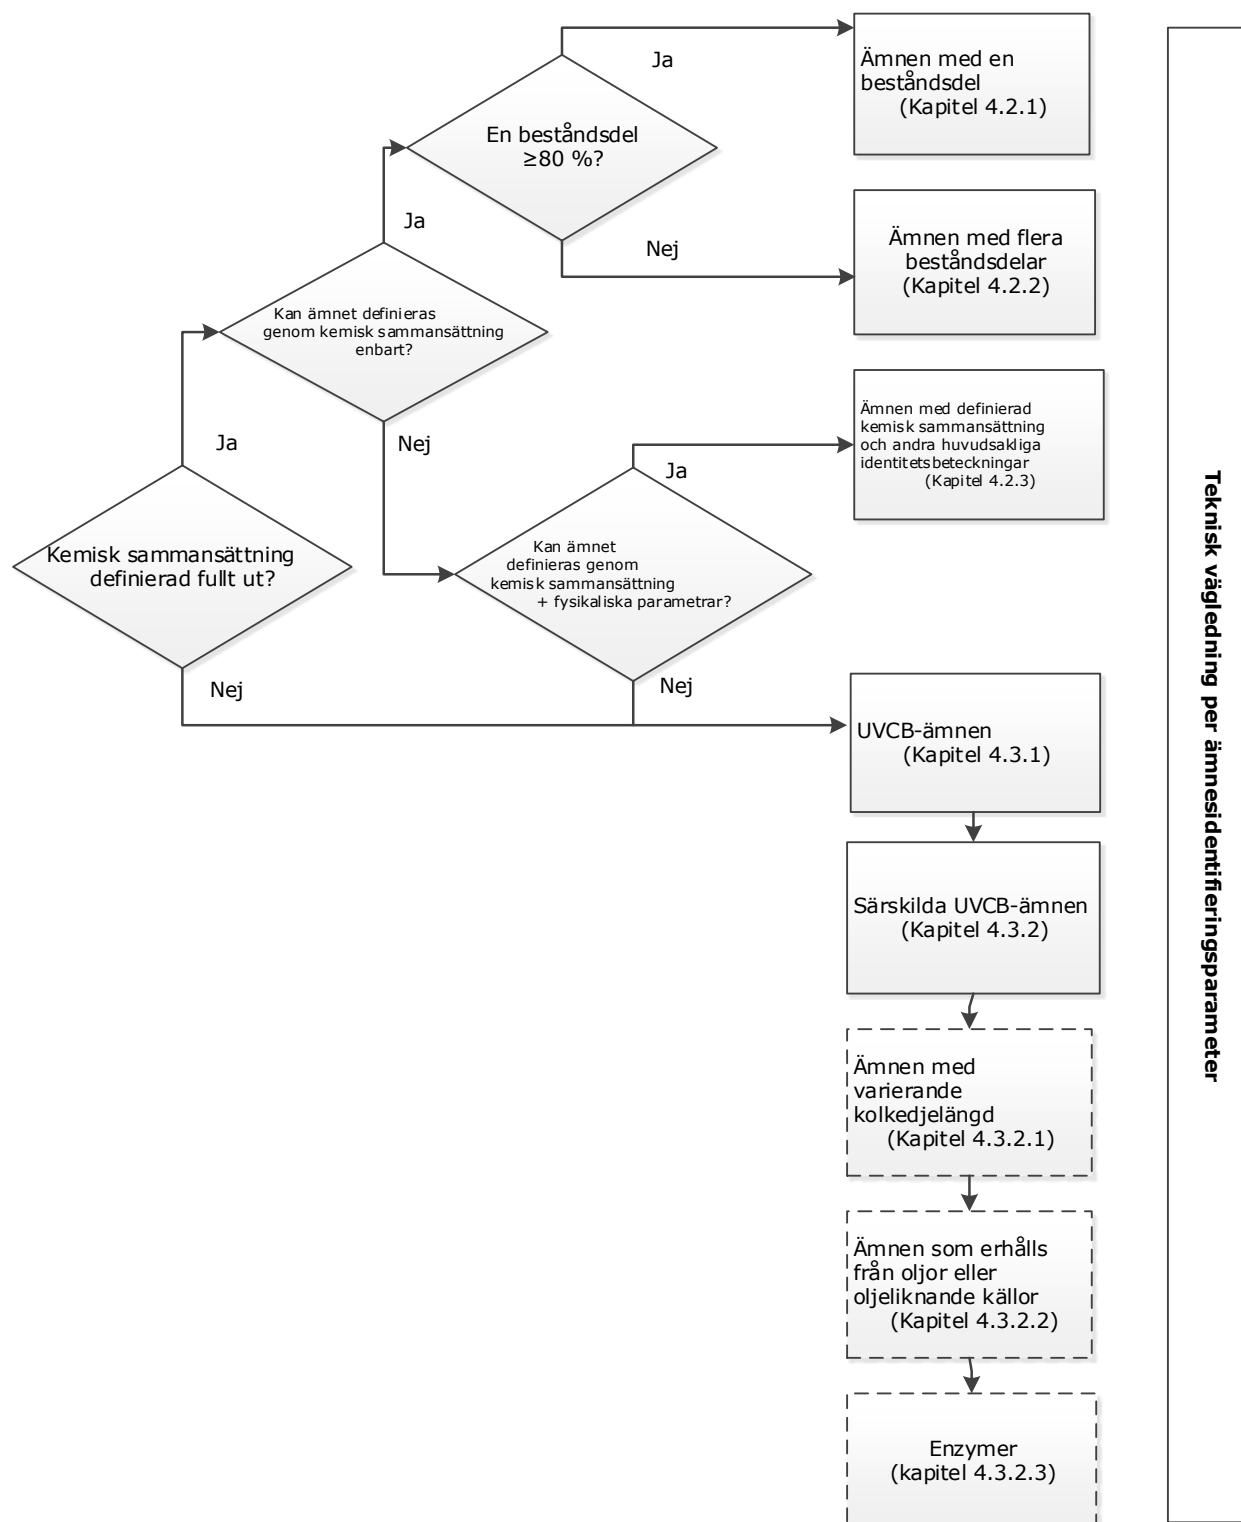 Ja
Ämnen med en
beståndsdel
(Kapitel 4.2.1)
En beståndsdel
≥80 %?
Ja
Nej
Ämnen med flera
beståndsdelar
(Kapitel 4.2.2)
Kan ämnet definieras
genom kemisk sammansättning
enbart?
Ja
Nej
Ämnen med definierad
kemisk sammansättning
och andra huvudsakliga
identitetsbeteckningar
(Kapitel 4.2.3)
Ja
Kemisk sammansättning
definierad fullt ut?
Kan ämnet
definieras genom
kemisk sammansättning
+ fysikaliska parametrar?
Nej
Nej
UVCB-ämnen
(Kapitel 4.3.1)
Särskilda UVCB-ämnen
(Kapitel 4.3.2)
Ämnen med
varierande
kolkedjelängd
(Kapitel 4.3.2.1)
Ämnen som erhålls
från oljor eller
oljeliknande källor
(Kapitel 4.3.2.2)
Enzymer
(kapitel 4.3.2.3)
Teknisk vägledning per ämnesidentifieringsparameter